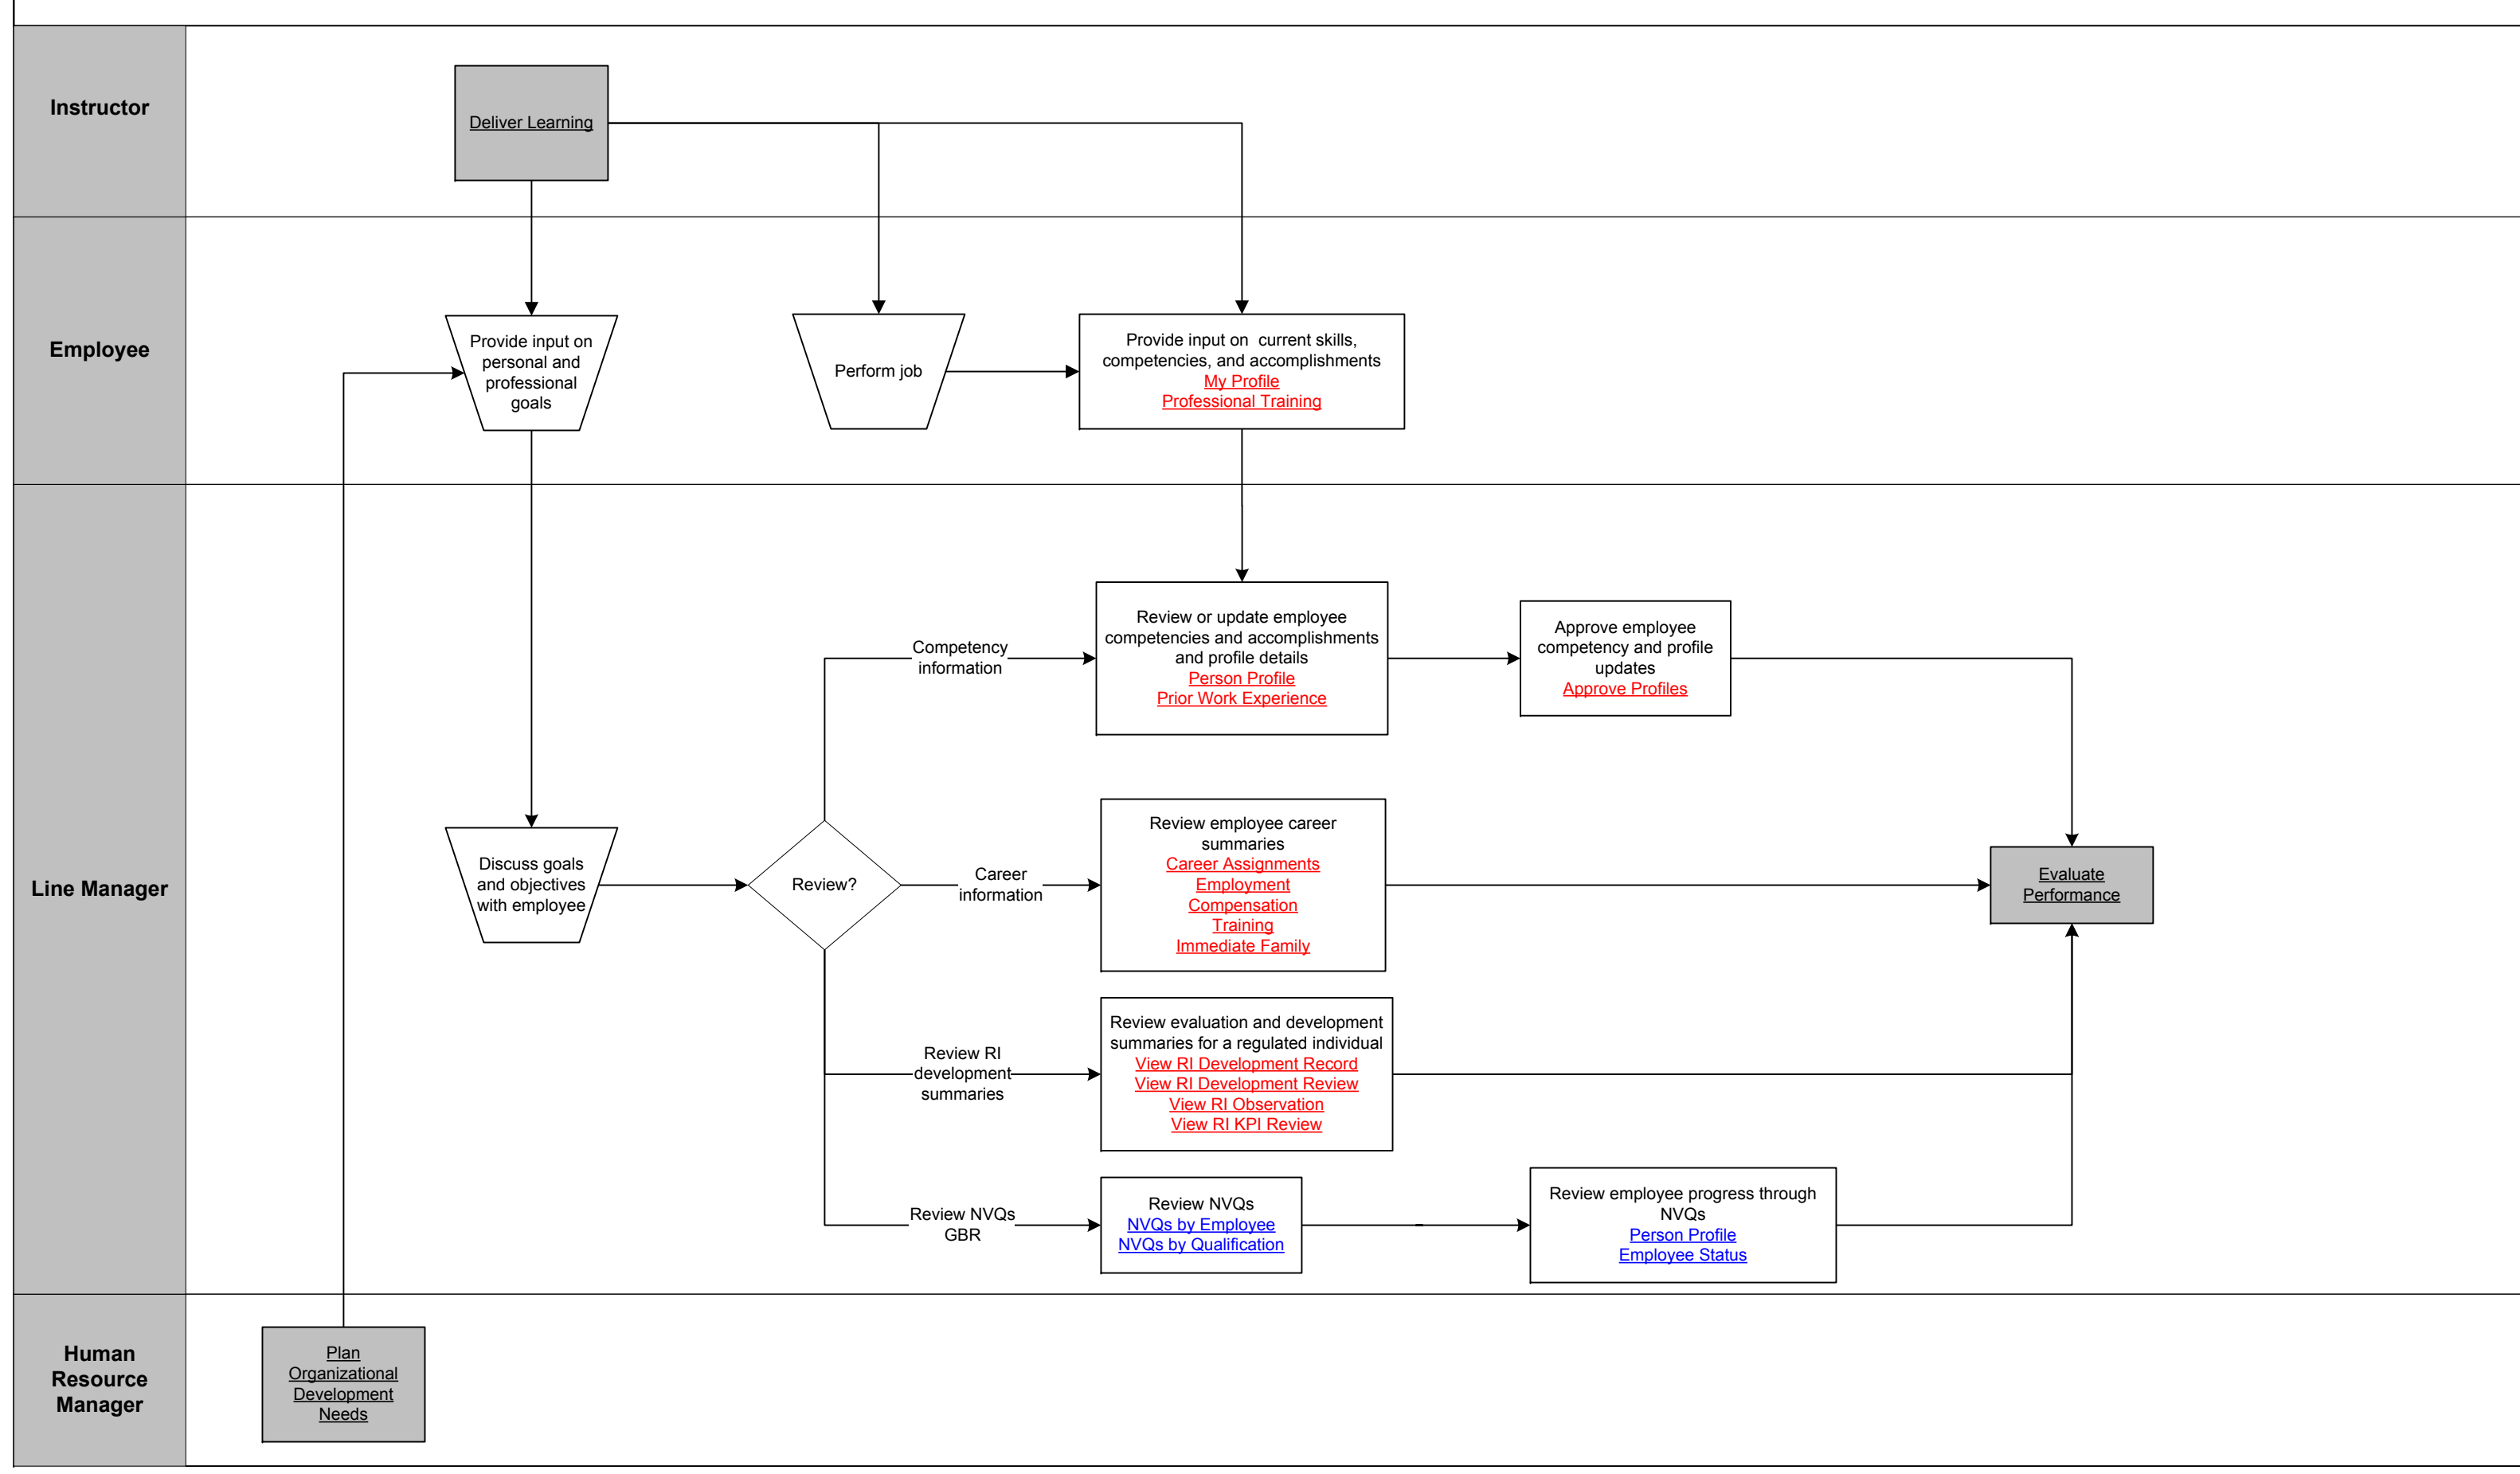 Instructor
Deliver Learning
Employee
Provide input on
personal and
professional
goals
Perform job
Provide input on  current skills,
competencies, and accomplishments
My Profile
Professional Training
Line Manager
Discuss goals
and objectives
with employee
Review?
Competency
information
Review or update employee
competencies and accomplishments
and profile details
Person Profile
Prior Work Experience
Approve employee
competency and profile
updates
Approve Profiles
Career
information
Review employee career
summaries
Career Assignments
Employment
Compensation
Training
Immediate Family
Evaluate
Performance
Review RI
development
summaries
Review evaluation and development
summaries for a regulated individual
View RI Development Record
View RI Development Review
View RI Observation
View RI KPI Review
Review NVQs
GBR
Review NVQs
NVQs by Employee
NVQs by Qualification
Review employee progress through
NVQs
Person Profile
Employee Status
Human
Resource
Manager
Plan
Organizational
Development
Needs